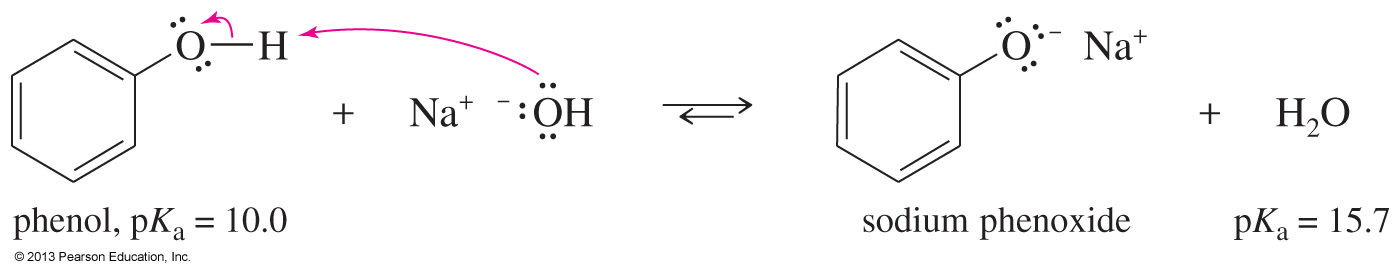 O—H
+ Na⁺ ⁻:OH ⇌ O:⁻ Na⁺ + H₂O
phenol, pKₐ = 10.0 sodium phenoxide pKₐ = 15.7
© 2013 Pearson Education, Inc.